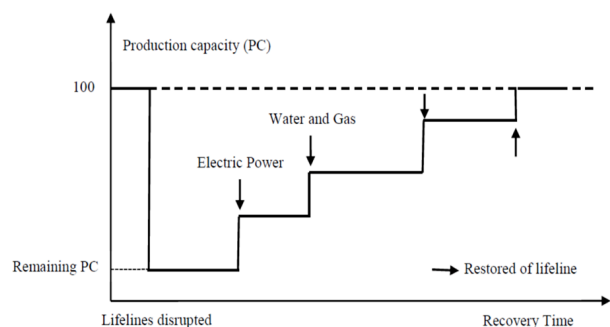 Production capacity (PC)
100
Water and Gas
Electric Power
Remaining PC
Restored of lifeline
Lifelines disrupted
Recovery Time